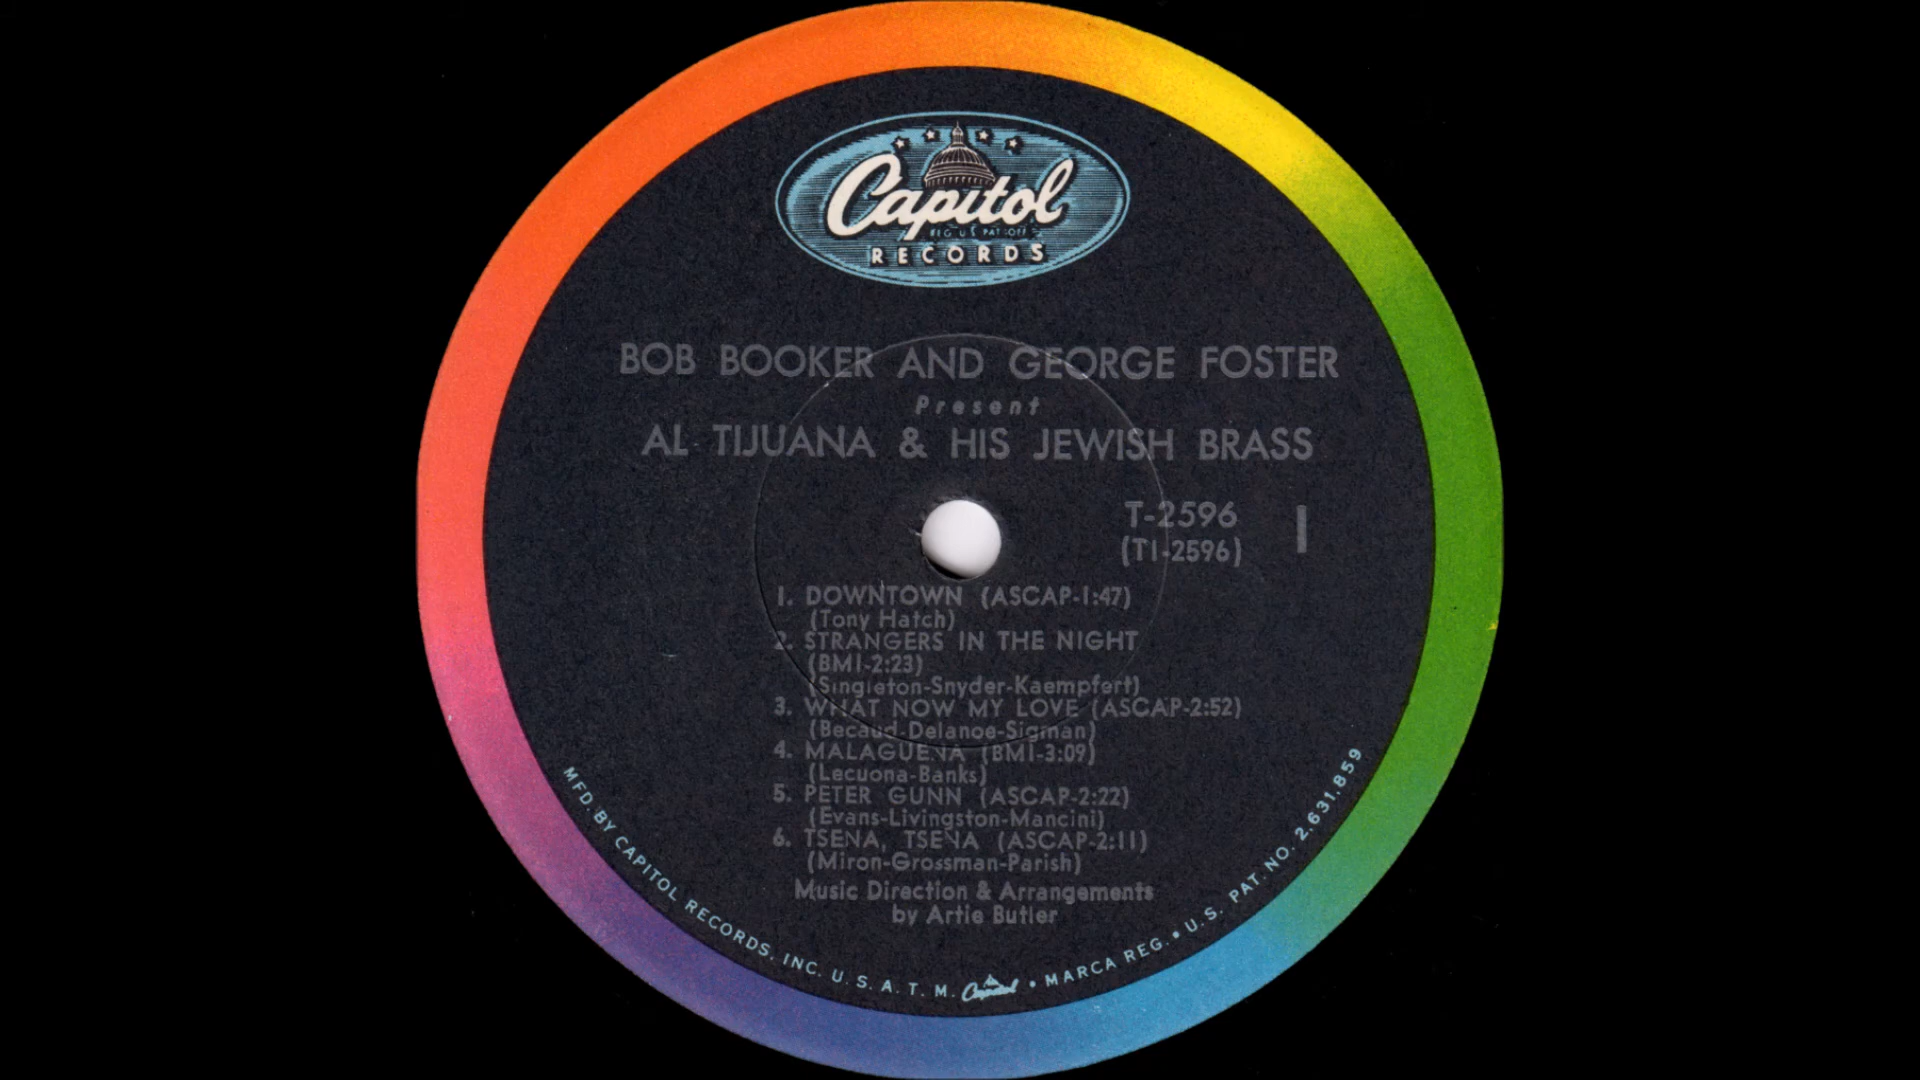 Capitol
REG. U.S. PAT. OFF.
RECORDS
BOB BOOKER AND GEORGE FOSTER
Present
AL TIJUANA & HIS JEWISH BRASS
T-2596
(T1-2596)
1
1. DOWNTOWN (ASCAP-1:47)
(Tony Hatch)
2. STRANGERS IN THE NIGHT
(BMI-2:23)
(Singleton-Snyder-Kaempfert)
3. WHAT NOW MY LOVE (ASCAP-2:52)
(Becaud-Delanoe-Sigman)
4. MALAGUENA (BMI-3:09)
(Lecuona-Banks)
5. PETER GUNN (ASCAP-2:22)
(Evans-Livingston-Mancini)
6. TSENA, TSENA (ASCAP-2:11)
(Miron-Grossman-Parish)
Music Direction & Arrangements
by Artie Butler
MFD. BY CAPITOL RECORDS, INC. U.S.A. T.M. Capitol • MARCA REG. • U.S. PAT. NO. 2,631,859